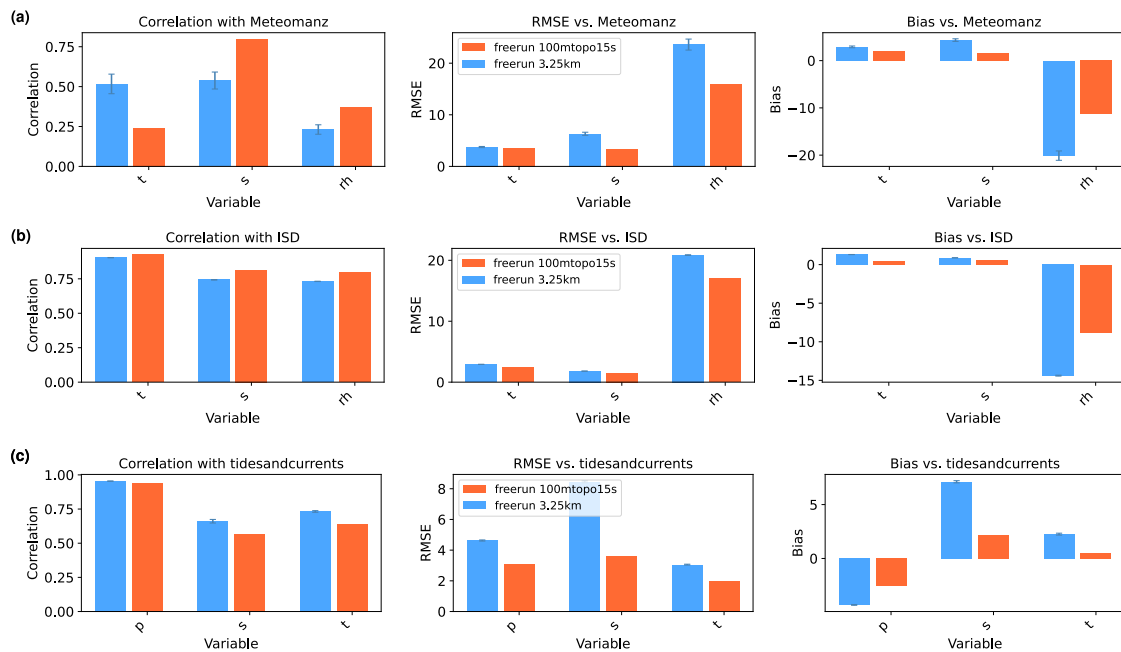 (a)
Correlation with Meteomanz
0.75
0.50
0.25
0.00
Correlation
t
s
rh
Variable
RMSE vs. Meteomanz
freerun 100mtopo15s
freerun 3.25km
20
10
0
RMSE
t
s
rh
Variable
Bias vs. Meteomanz
0
−10
−20
Bias
t
s
rh
Variable
(b)
Correlation with ISD
0.75
0.50
0.25
0.00
Correlation
t
s
rh
Variable
RMSE vs. ISD
freerun 100mtopo15s
freerun 3.25km
20
10
0
RMSE
t
s
rh
Variable
Bias vs. ISD
0
−5
−10
−15
Bias
t
s
rh
Variable
(c)
Correlation with tidesandcurrents
1.00
0.75
0.50
0.25
0.00
Correlation
p
s
t
Variable
RMSE vs. tidesandcurrents
freerun 100mtopo15s
freerun 3.25km
8
6
4
2
0
RMSE
p
s
t
Variable
Bias vs. tidesandcurrents
5
0
Bias
p
s
t
Variable